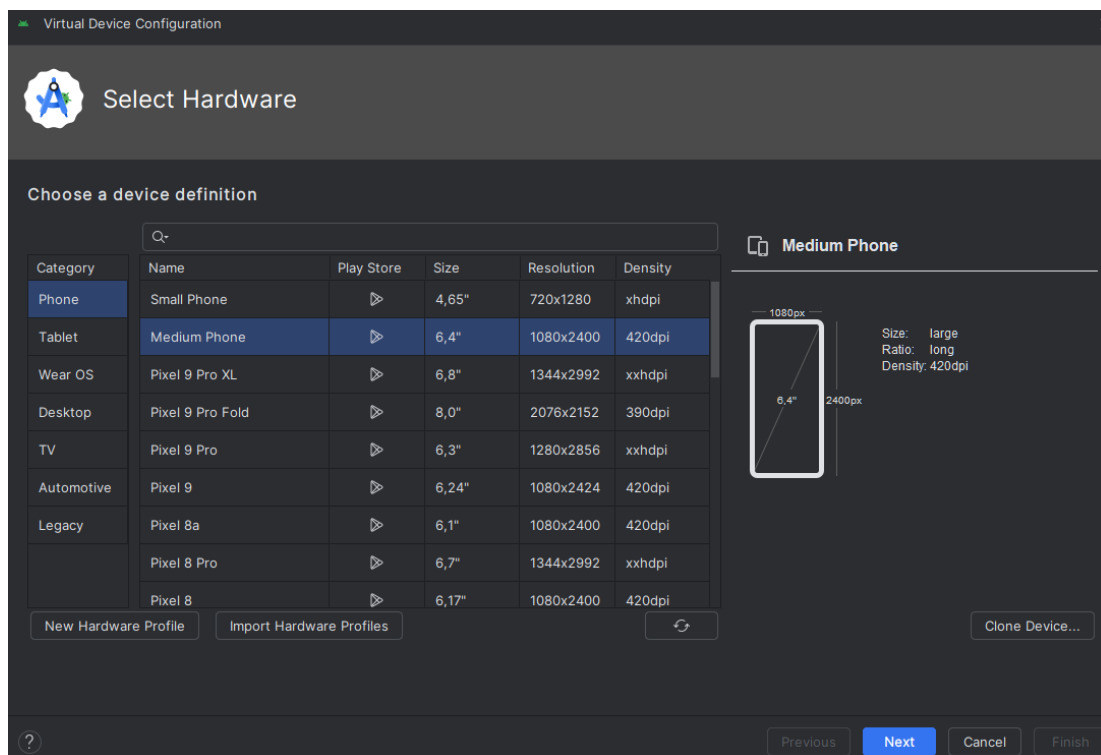 Virtual Device Configuration
Select Hardware
Choose a device definition
Category
Phone
Tablet
Wear OS
Desktop
TV
Automotive
Legacy
Name Play Store Size Resolution Density
Small Phone 4,65" 720x1280 xhdpi
Medium Phone 6,4" 1080x2400 420dpi
Pixel 9 Pro XL 6,8" 1344x2992 xxhdpi
Pixel 9 Pro Fold 8,0" 2076x2152 390dpi
Pixel 9 Pro 6,3" 1280x2856 xxhdpi
Pixel 9 6,24" 1080x2424 420dpi
Pixel 8a 6,1" 1080x2400 420dpi
Pixel 8 Pro 6,7" 1344x2992 xxhdpi
Pixel 8 6,17" 1080x2400 420dpi
New Hardware Profile Import Hardware Profiles
Medium Phone
1080px
6,4" 2400px
Size: large
Ratio: long
Density: 420dpi
Clone Device...
? Previous Next Cancel Finish